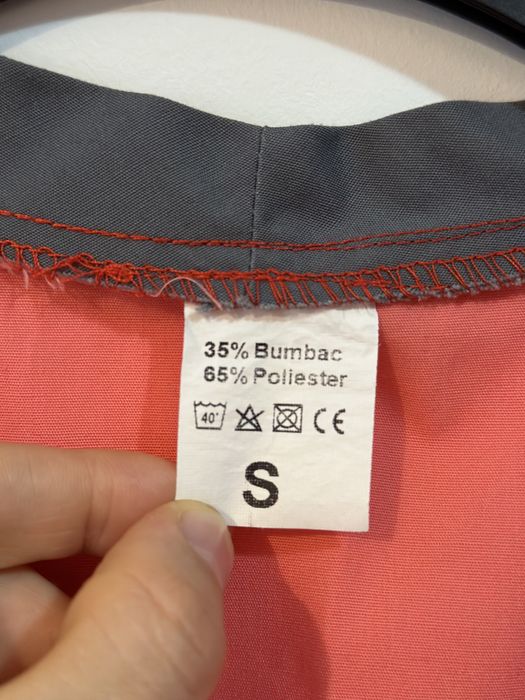 35% Bumbac
65% Poliester
40° CE
S